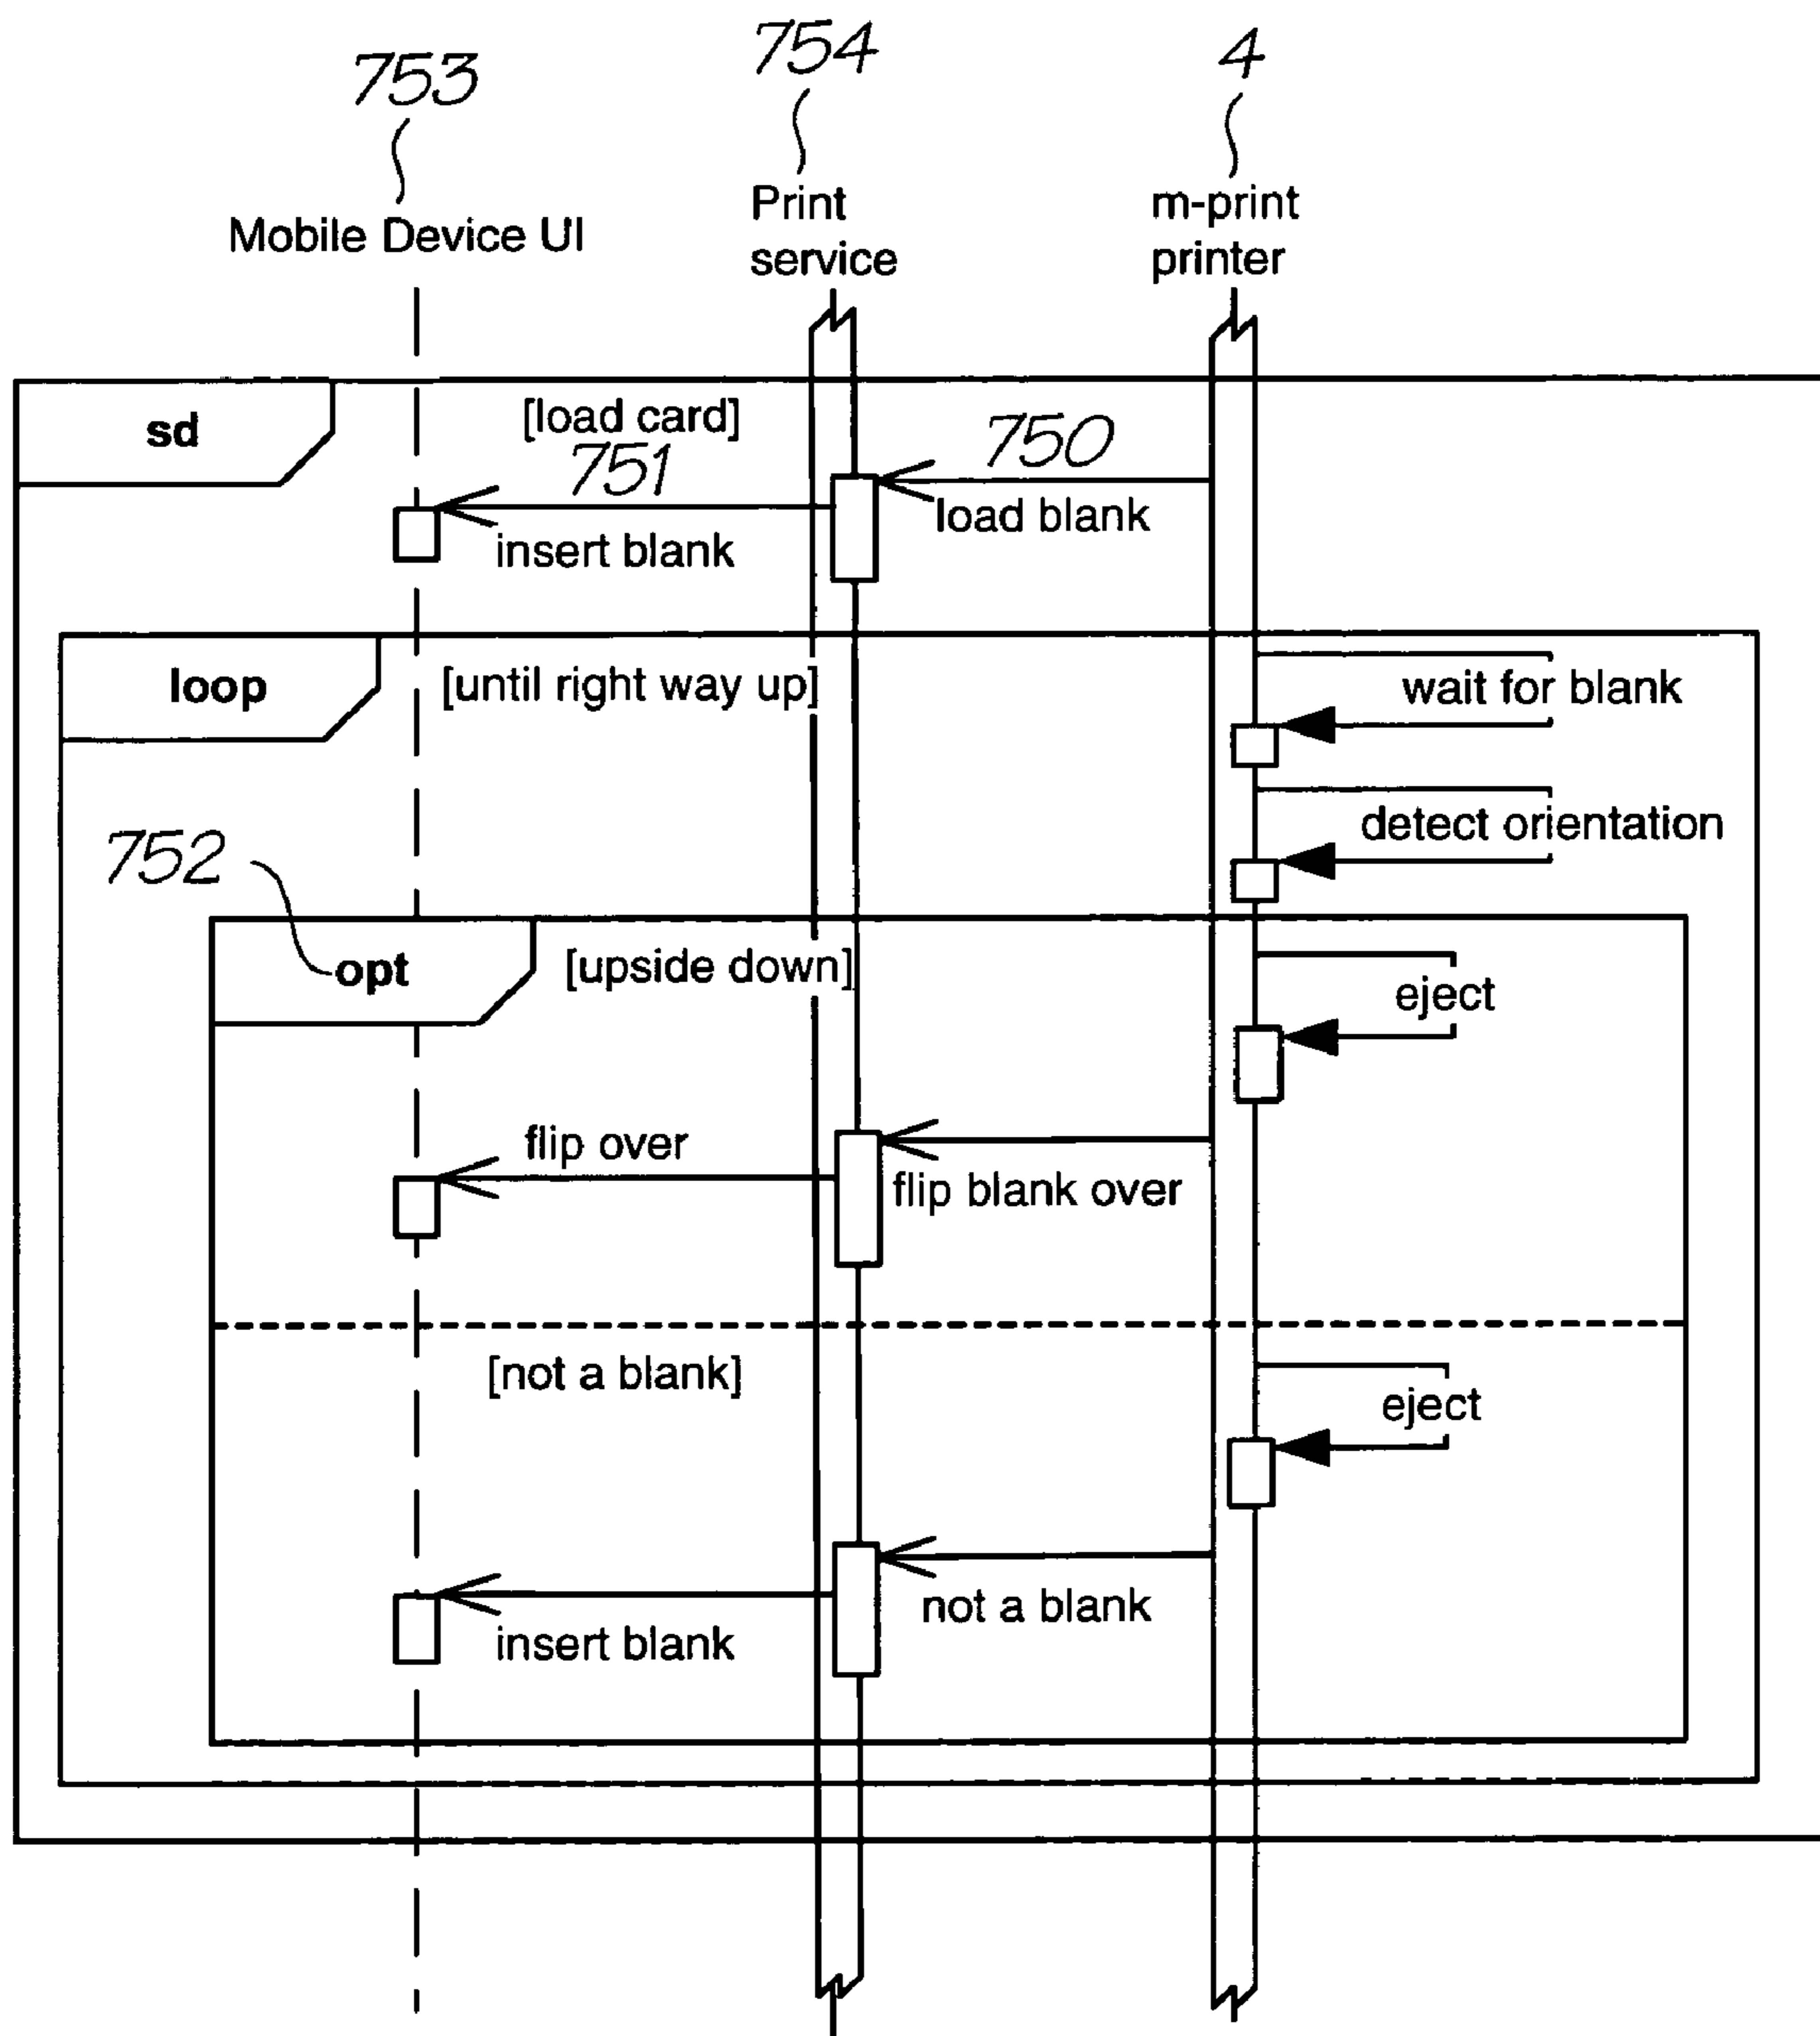 753
754
4
Mobile Device UI
Print
service
m-print
printer
sd
[load card]
751
750
insert blank
load blank
loop
[until right way up]
wait for blank
detect orientation
752
opt
[upside down]
eject
flip over
flip blank over
[not a blank]
eject
not a blank
insert blank